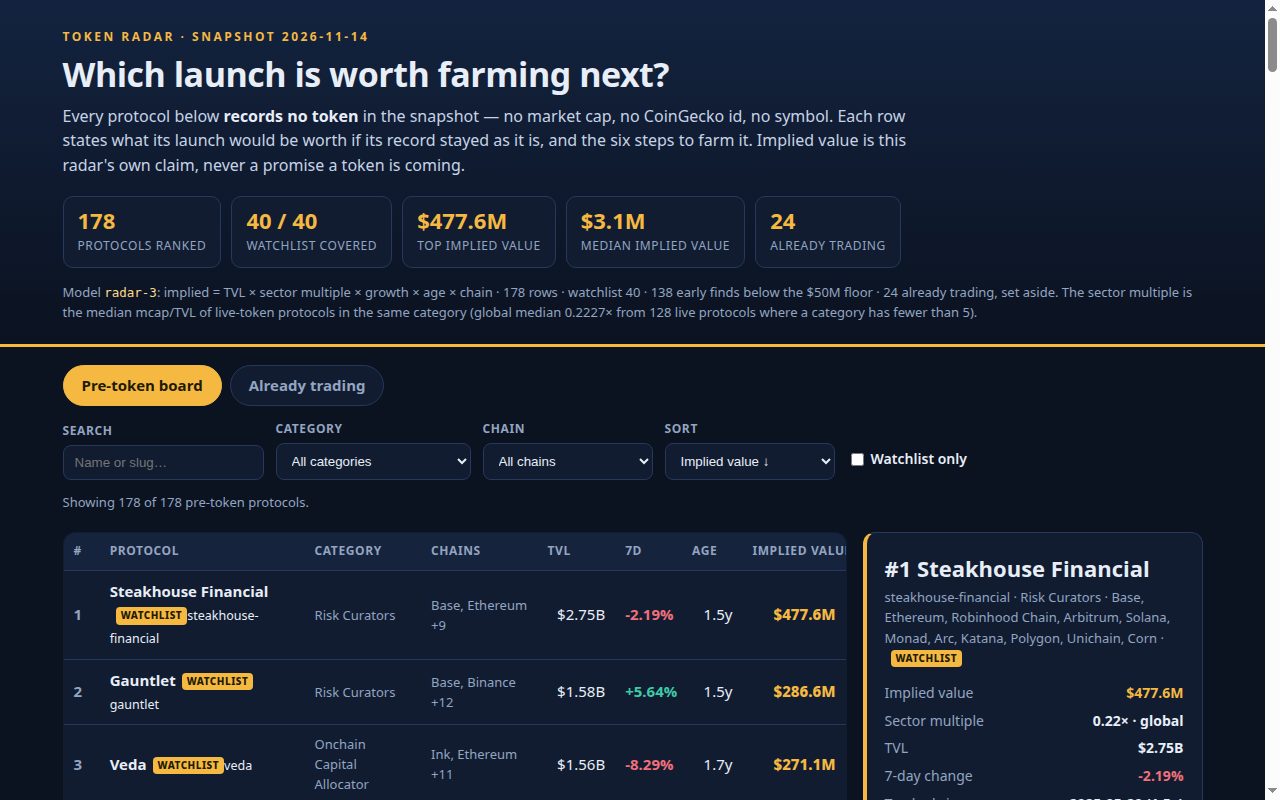 TOKEN RADAR · SNAPSHOT 2026-11-14
Which launch is worth farming next?
Every protocol below records no token in the snapshot — no market cap, no CoinGecko id, no symbol. Each row
states what its launch would be worth if its record stayed as it is, and the six steps to farm it. Implied value is this
radar's own claim, never a promise a token is coming.
178
PROTOCOLS RANKED
40 / 40
WATCHLIST COVERED
$477.6M
TOP IMPLIED VALUE
$3.1M
MEDIAN IMPLIED VALUE
24
ALREADY TRADING
Model radar-3: implied = TVL × sector multiple × growth × age × chain · 178 rows · watchlist 40 · 138 early finds below the $50M floor · 24 already trading, set aside. The sector multiple is
the median mcap/TVL of live-token protocols in the same category (global median 0.2227× from 128 live protocols where a category has fewer than 5).
Pre-token board
Already trading
SEARCH
Name or slug…
CATEGORY
All categories
CHAIN
All chains
SORT
Implied value ↓
Watchlist only
Showing 178 of 178 pre-token protocols.
# PROTOCOL CATEGORY CHAINS TVL 7D AGE IMPLIED VALU
1
Steakhouse Financial
WATCHLIST steakhouse-
financial
Risk Curators
Base, Ethereum
+9
$2.75B
-2.19%
1.5y
$477.6M
2
Gauntlet WATCHLIST
gauntlet
Risk Curators
Base, Binance
+12
$1.58B
+5.64%
1.5y
$286.6M
3
Veda WATCHLIST veda
Onchain
Capital
Allocator
Ink, Ethereum
+11
$1.56B
-8.29%
1.7y
$271.1M
#1 Steakhouse Financial
steakhouse-financial · Risk Curators · Base,
Ethereum, Robinhood Chain, Arbitrum, Solana,
Monad, Arc, Katana, Polygon, Unichain, Corn ·
WATCHLIST
Implied value $477.6M
Sector multiple 0.22× · global
TVL $2.75B
7-day change -2.19%